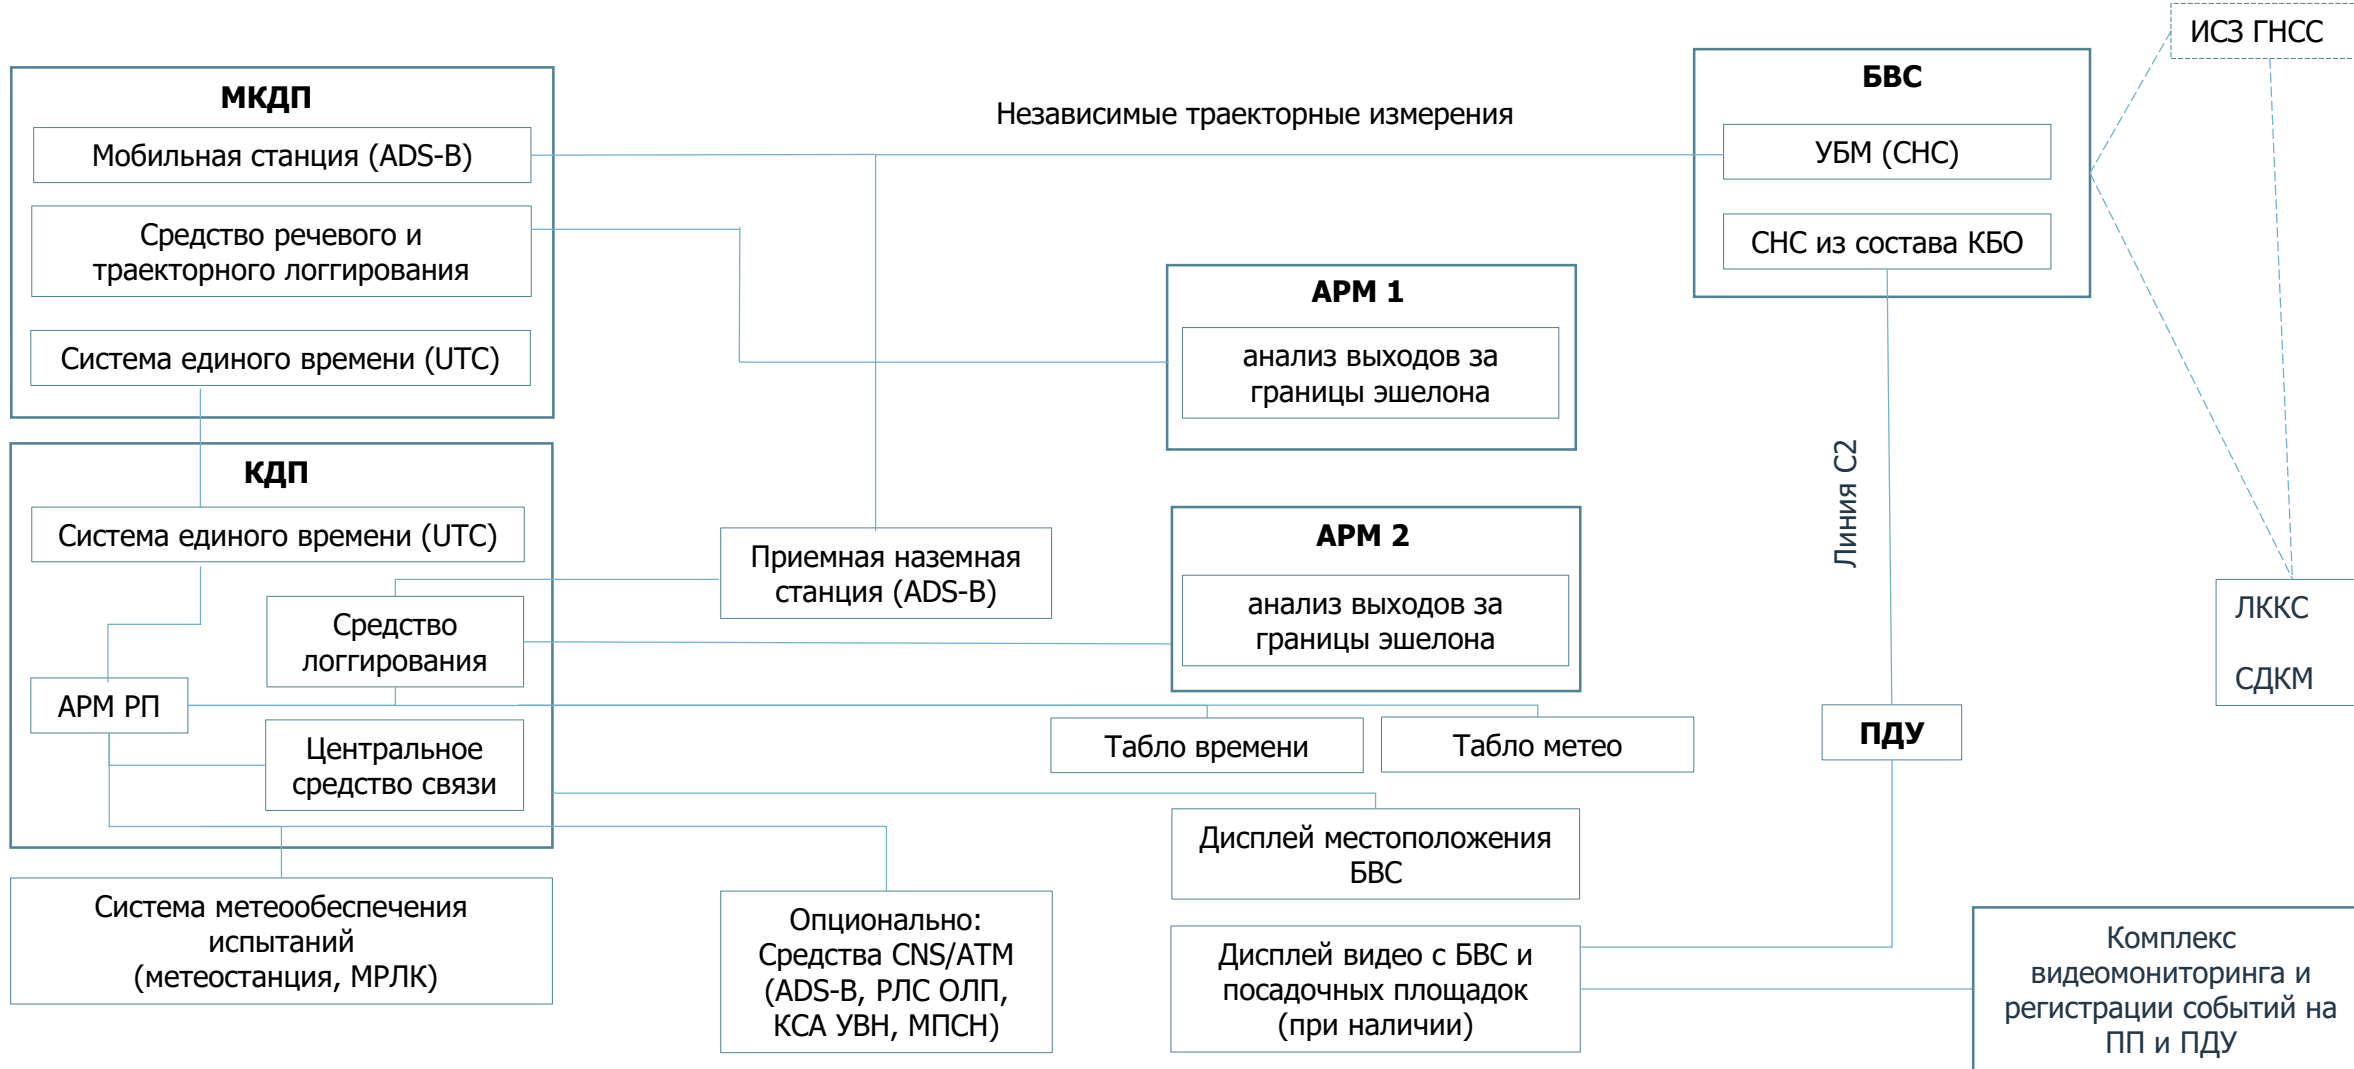 ИСЗ ГНСС
МКДП
Мобильная станция (ADS-B)
Средство речевого и
траекторного логгирования
Система единого времени (UTC)
Независимые траекторные измерения
БВС
УБМ (СНС)
СНС из состава КБО
АРМ 1
анализ выходов за
границы эшелона
КДП
Система единого времени (UTC)
Средство
логгирования
АРМ РП
Центральное
средство связи
Приемная наземная
станция (ADS-B)
АРМ 2
анализ выходов за
границы эшелона
Линия С2
ЛККС
СДКМ
ПДУ
Табло времени
Табло метео
Дисплей местоположения
БВС
Система метеообеспечения
испытаний
(метеостанция, МРЛК)
Опционально:
Средства CNS/ATM
(ADS-B, РЛС ОЛП,
КСА УВН, МПСН)
Дисплей видео с БВС и
посадочных площадок
(при наличии)
Комплекс
видеомониторинга и
регистрации событий на
ПП и ПДУ